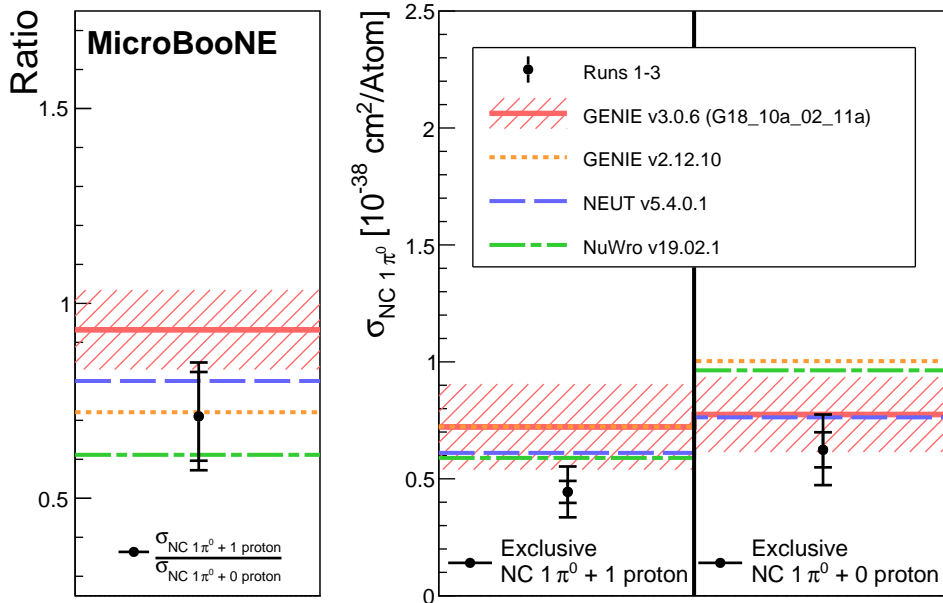 MicroBooNE
Ratio
1.5
1
0.5
σNC 1π⁰ + 1 proton
σNC 1π⁰ + 0 proton
σNC 1π⁰ [10⁻³⁸ cm²/Atom]
2.5
2
1.5
1
0.5
0
Runs 1-3
GENIE v3.0.6 (G18_10a_02_11a)
GENIE v2.12.10
NEUT v5.4.0.1
NuWro v19.02.1
Exclusive
NC 1π⁰ + 1 proton
Exclusive
NC 1π⁰ + 0 proton